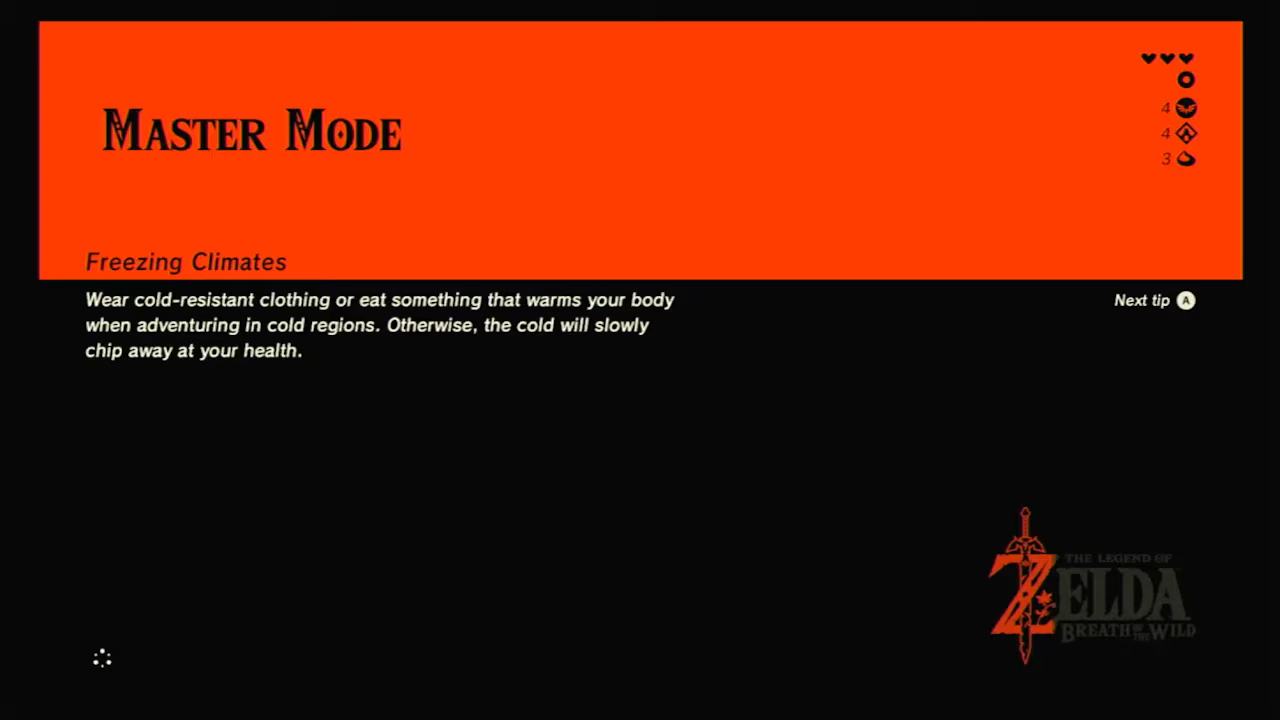 MASTER MODE
4
4
3
Freezing Climates
Wear cold-resistant clothing or eat something that warms your body
when adventuring in cold regions. Otherwise, the cold will slowly
chip away at your health.
Next tip A
THE LEGEND OF
ZELDA
BREATH OF THE WILD